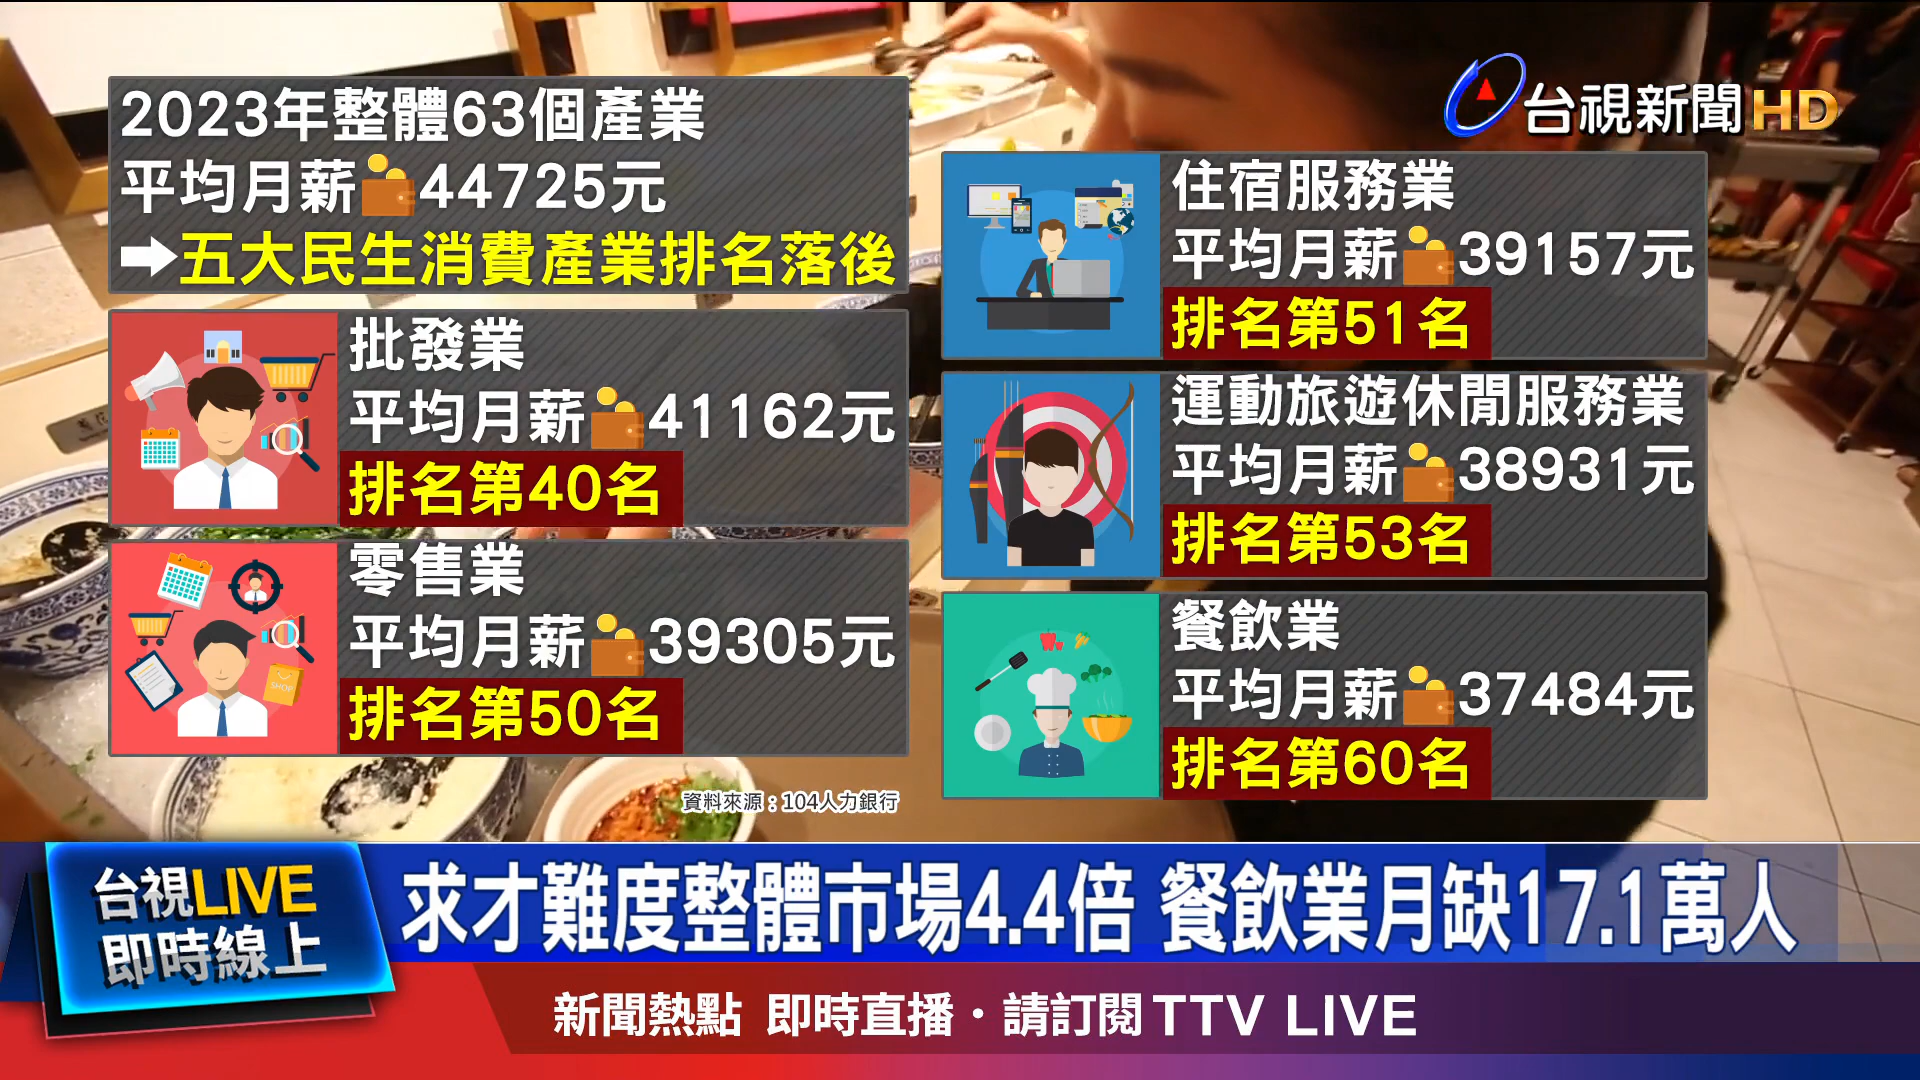 2023年整體63個產業
平均月薪44725元
五大民生消費產業排名落後
批發業
平均月薪41162元
排名第40名
零售業
平均月薪39305元
排名第50名
SHOP
資料來源：104人力銀行
台視新聞HD
住宿服務業
平均月薪39157元
排名第51名
運動旅遊休閒服務業
平均月薪38931元
排名第53名
餐飲業
平均月薪37484元
排名第60名
台視LIVE
即時線上
求才難度整體市場4.4倍 餐飲業月缺17.1萬人
新聞熱點 即時直播・請訂閱TTV LIVE